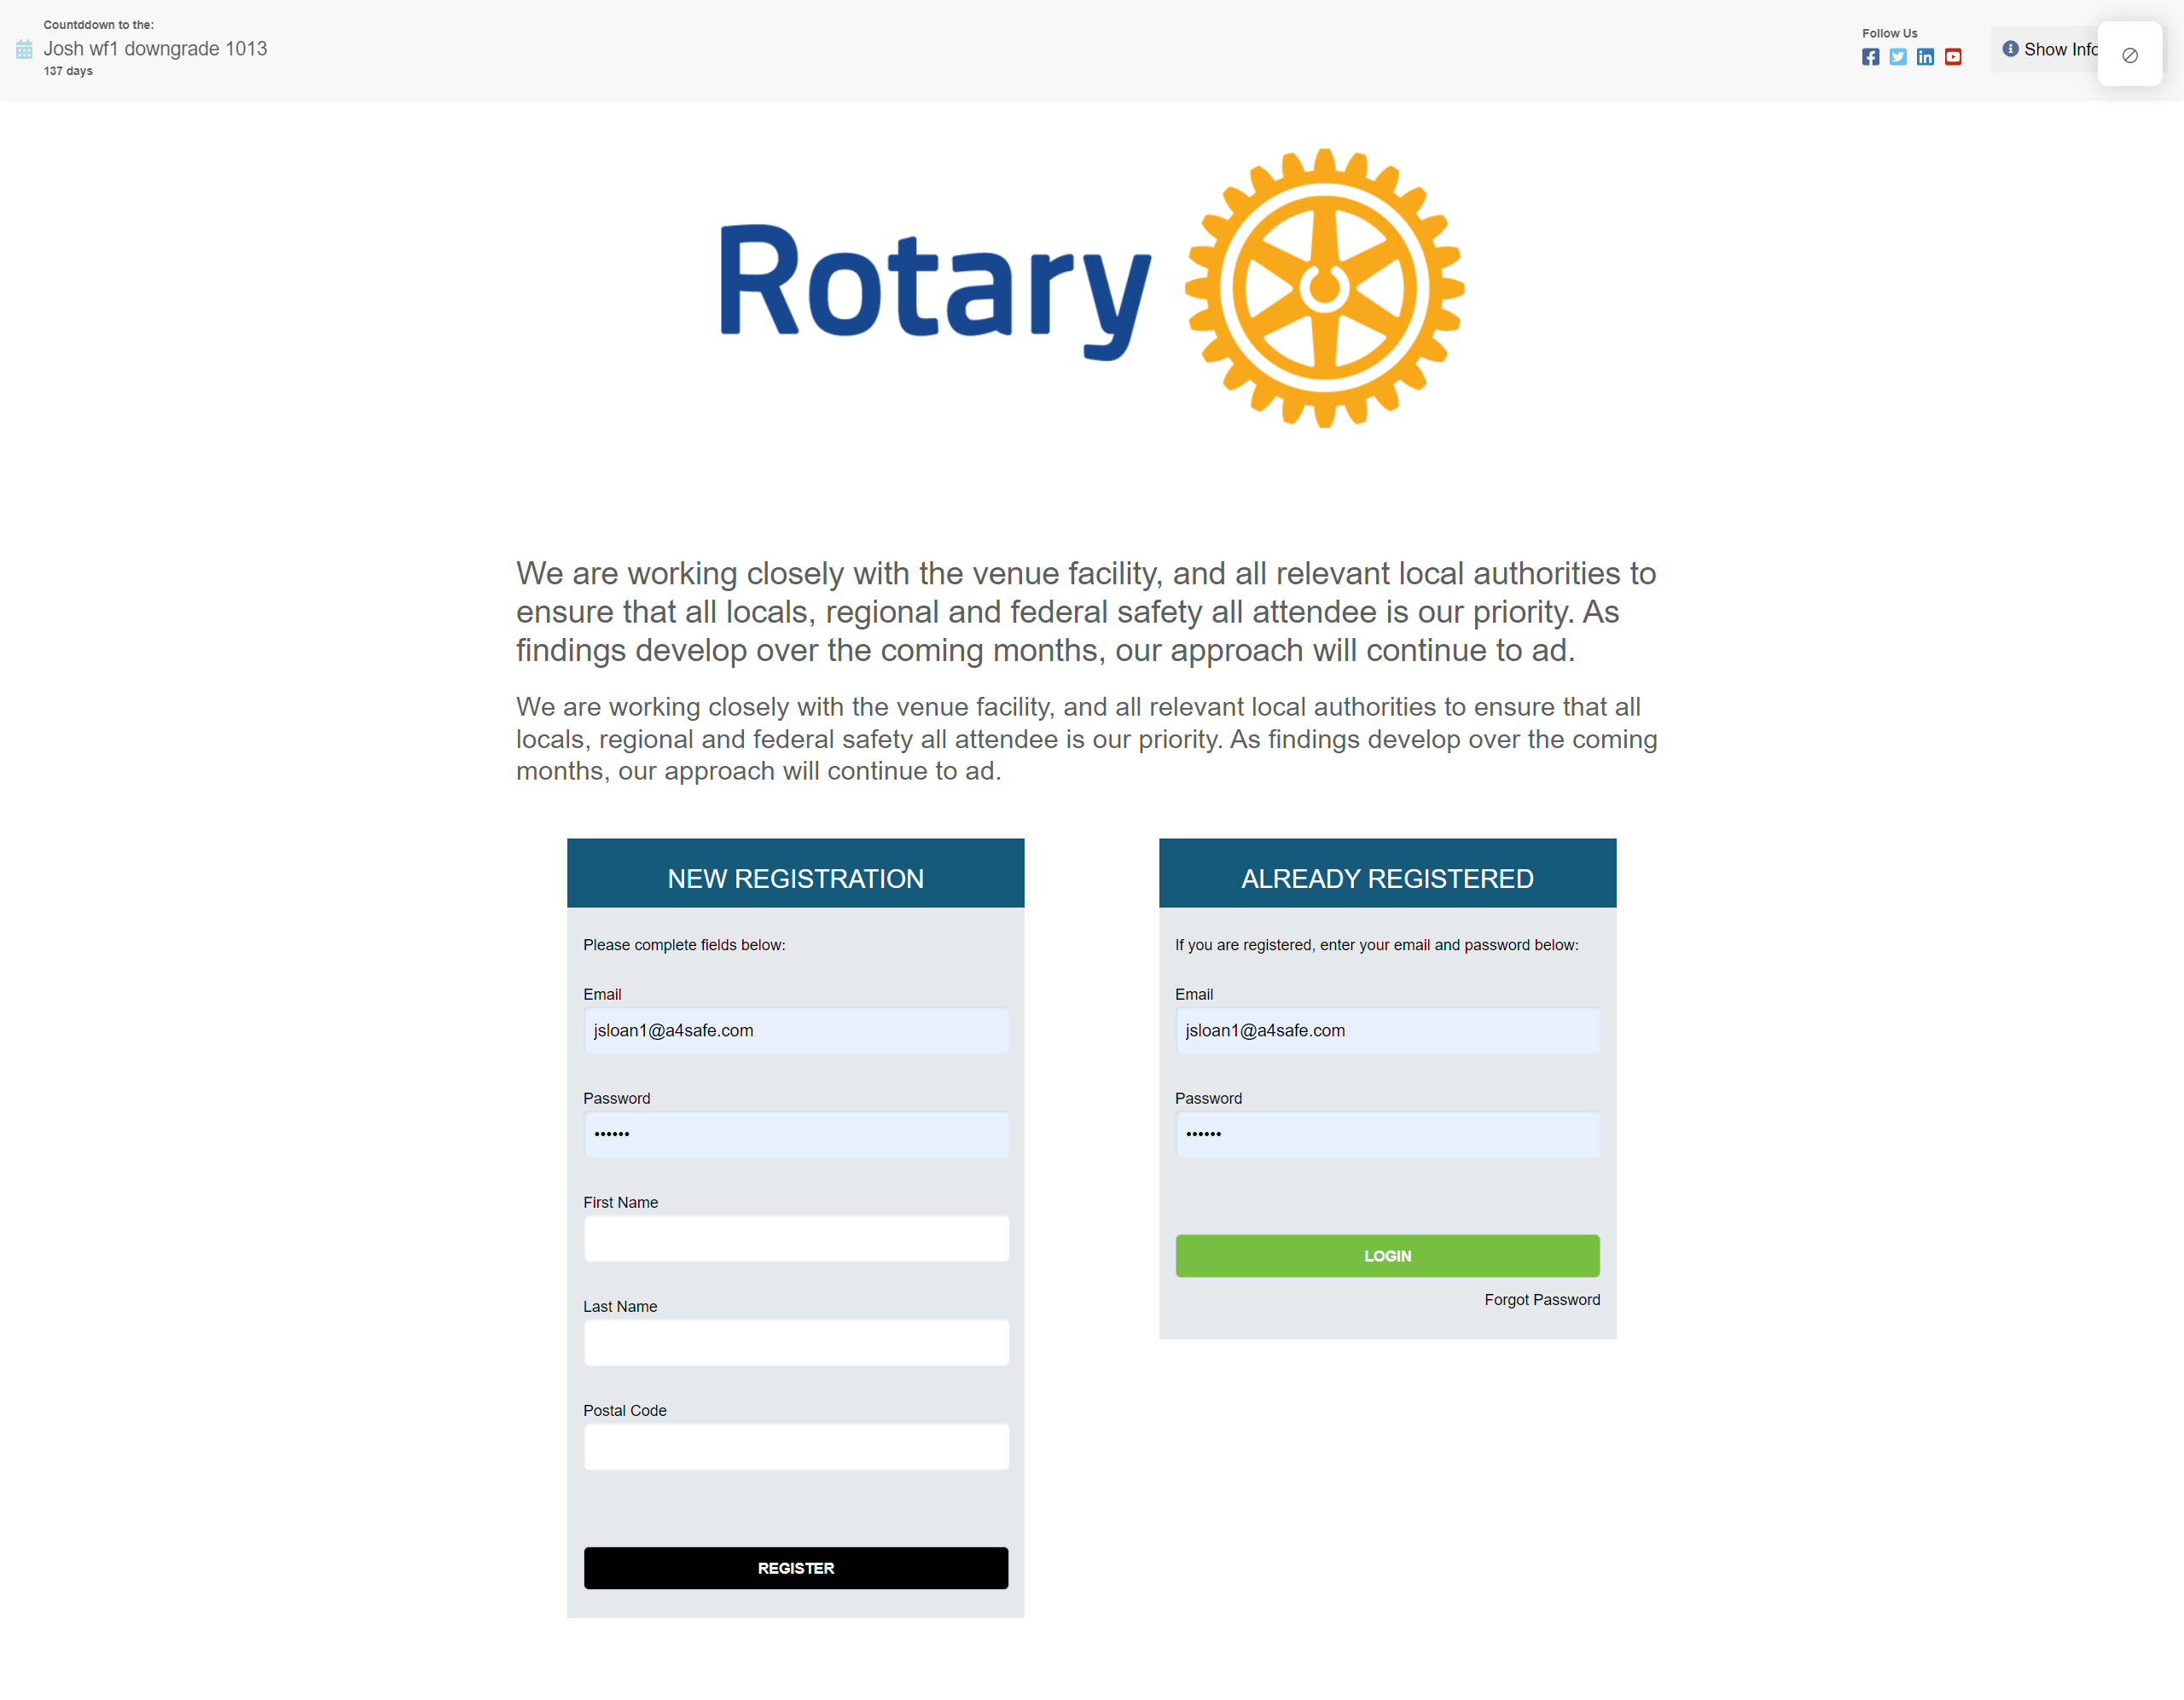 Countddown to the:
Josh wf1 downgrade 1013
137 days
Follow Us
Show Info
Rotary
We are working closely with the venue facility, and all relevant local authorities to
ensure that all locals, regional and federal safety all attendee is our priority. As
findings develop over the coming months, our approach will continue to ad.
We are working closely with the venue facility, and all relevant local authorities to ensure that all
locals, regional and federal safety all attendee is our priority. As findings develop over the coming
months, our approach will continue to ad.
NEW REGISTRATION
Please complete fields below:
Email
jsloan1@a4safe.com
Password
••••••
First Name
Last Name
Postal Code
REGISTER
ALREADY REGISTERED
If you are registered, enter your email and password below:
Email
jsloan1@a4safe.com
Password
••••••
LOGIN
Forgot Password